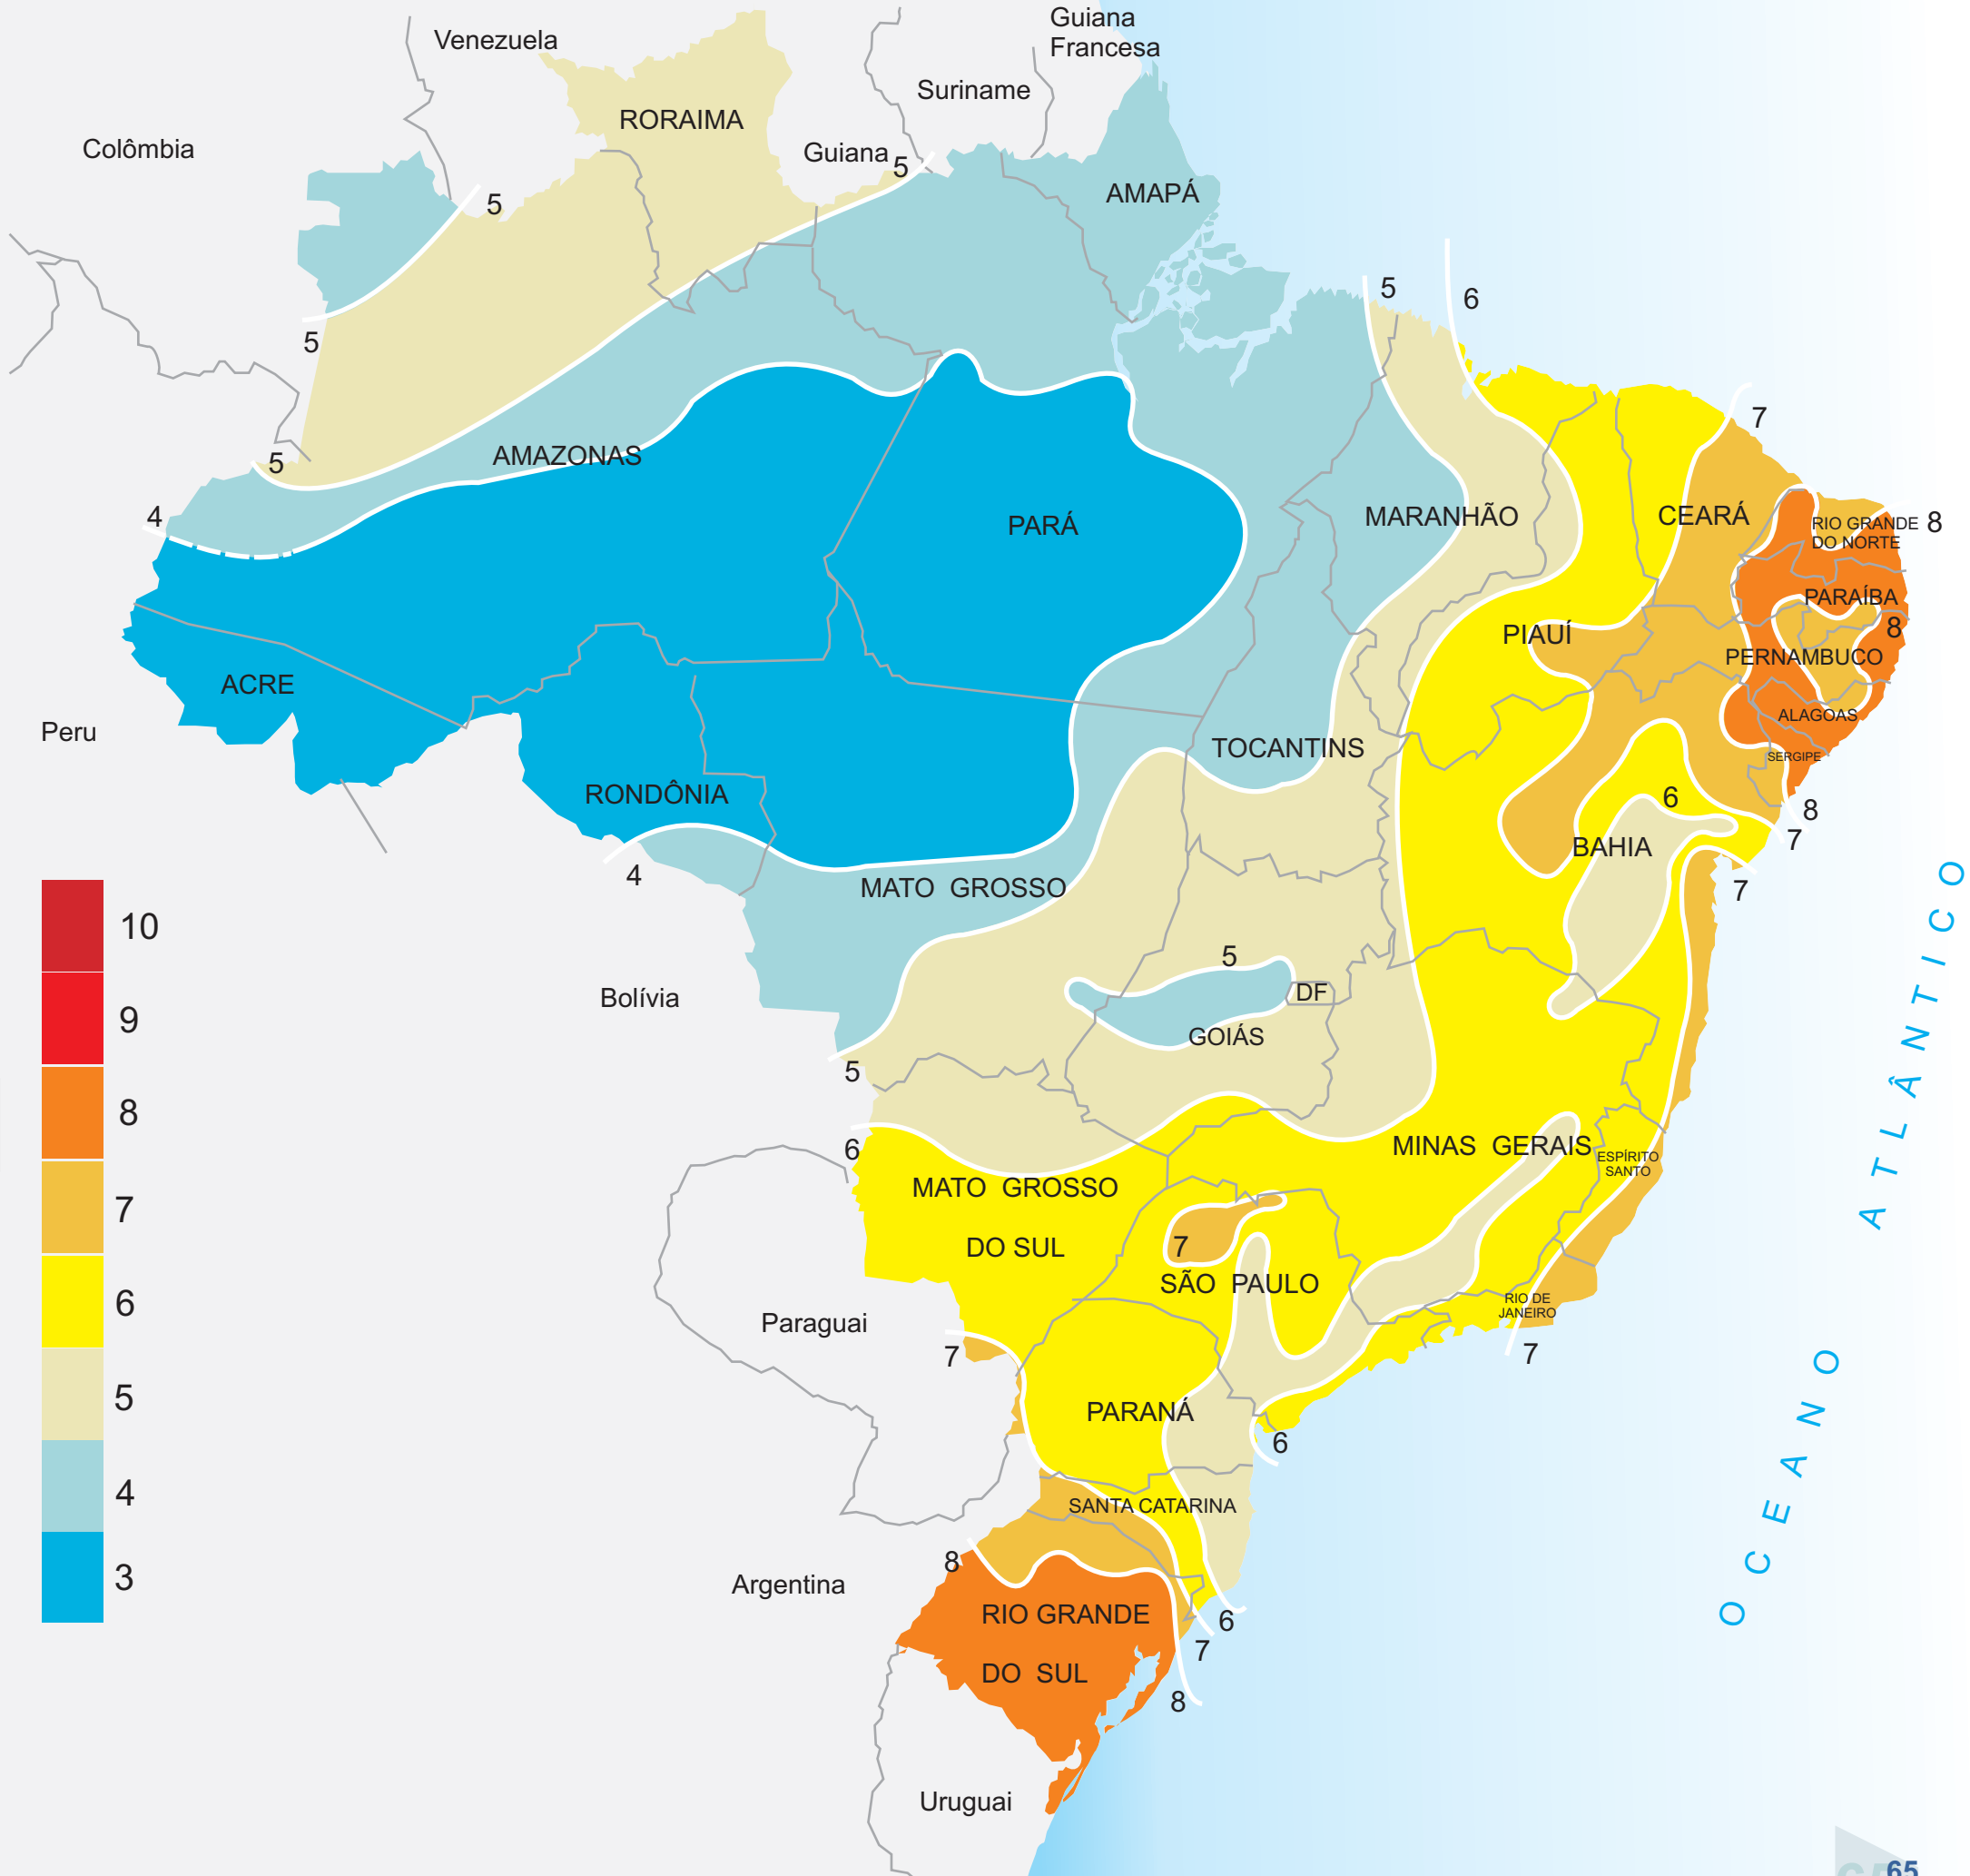 Guiana
Francesa
Venezuela
Suriname
RORAIMA
Colômbia
Guiana
5
AMAPÁ
5
5
6
5
7
AMAZONAS
5
4
PARÁ
MARANHÃO
CEARÁ
RIO GRANDE
DO NORTE
8
PARAÍBA
8
PIAUÍ
PERNAMBUCO
ACRE
ALAGOAS
Peru
TOCANTINS
SERGIPE
RONDÔNIA
6
8
7
BAHIA
4
MATO GROSSO
7
10
5
DF
Bolívia
9
GOIÁS
5
8
6
MINAS GERAIS
ESPÍRITO
SANTO
MATO GROSSO
7
DO SUL
7
SÃO PAULO
6
RIO DE
JANEIRO
Paraguai
7
7
5
PARANÁ
6
4
SANTA CATARINA
8
3
Argentina
RIO GRANDE
6
7
DO SUL
8
Uruguai
OCEANO ATLÂNTICO
65
65